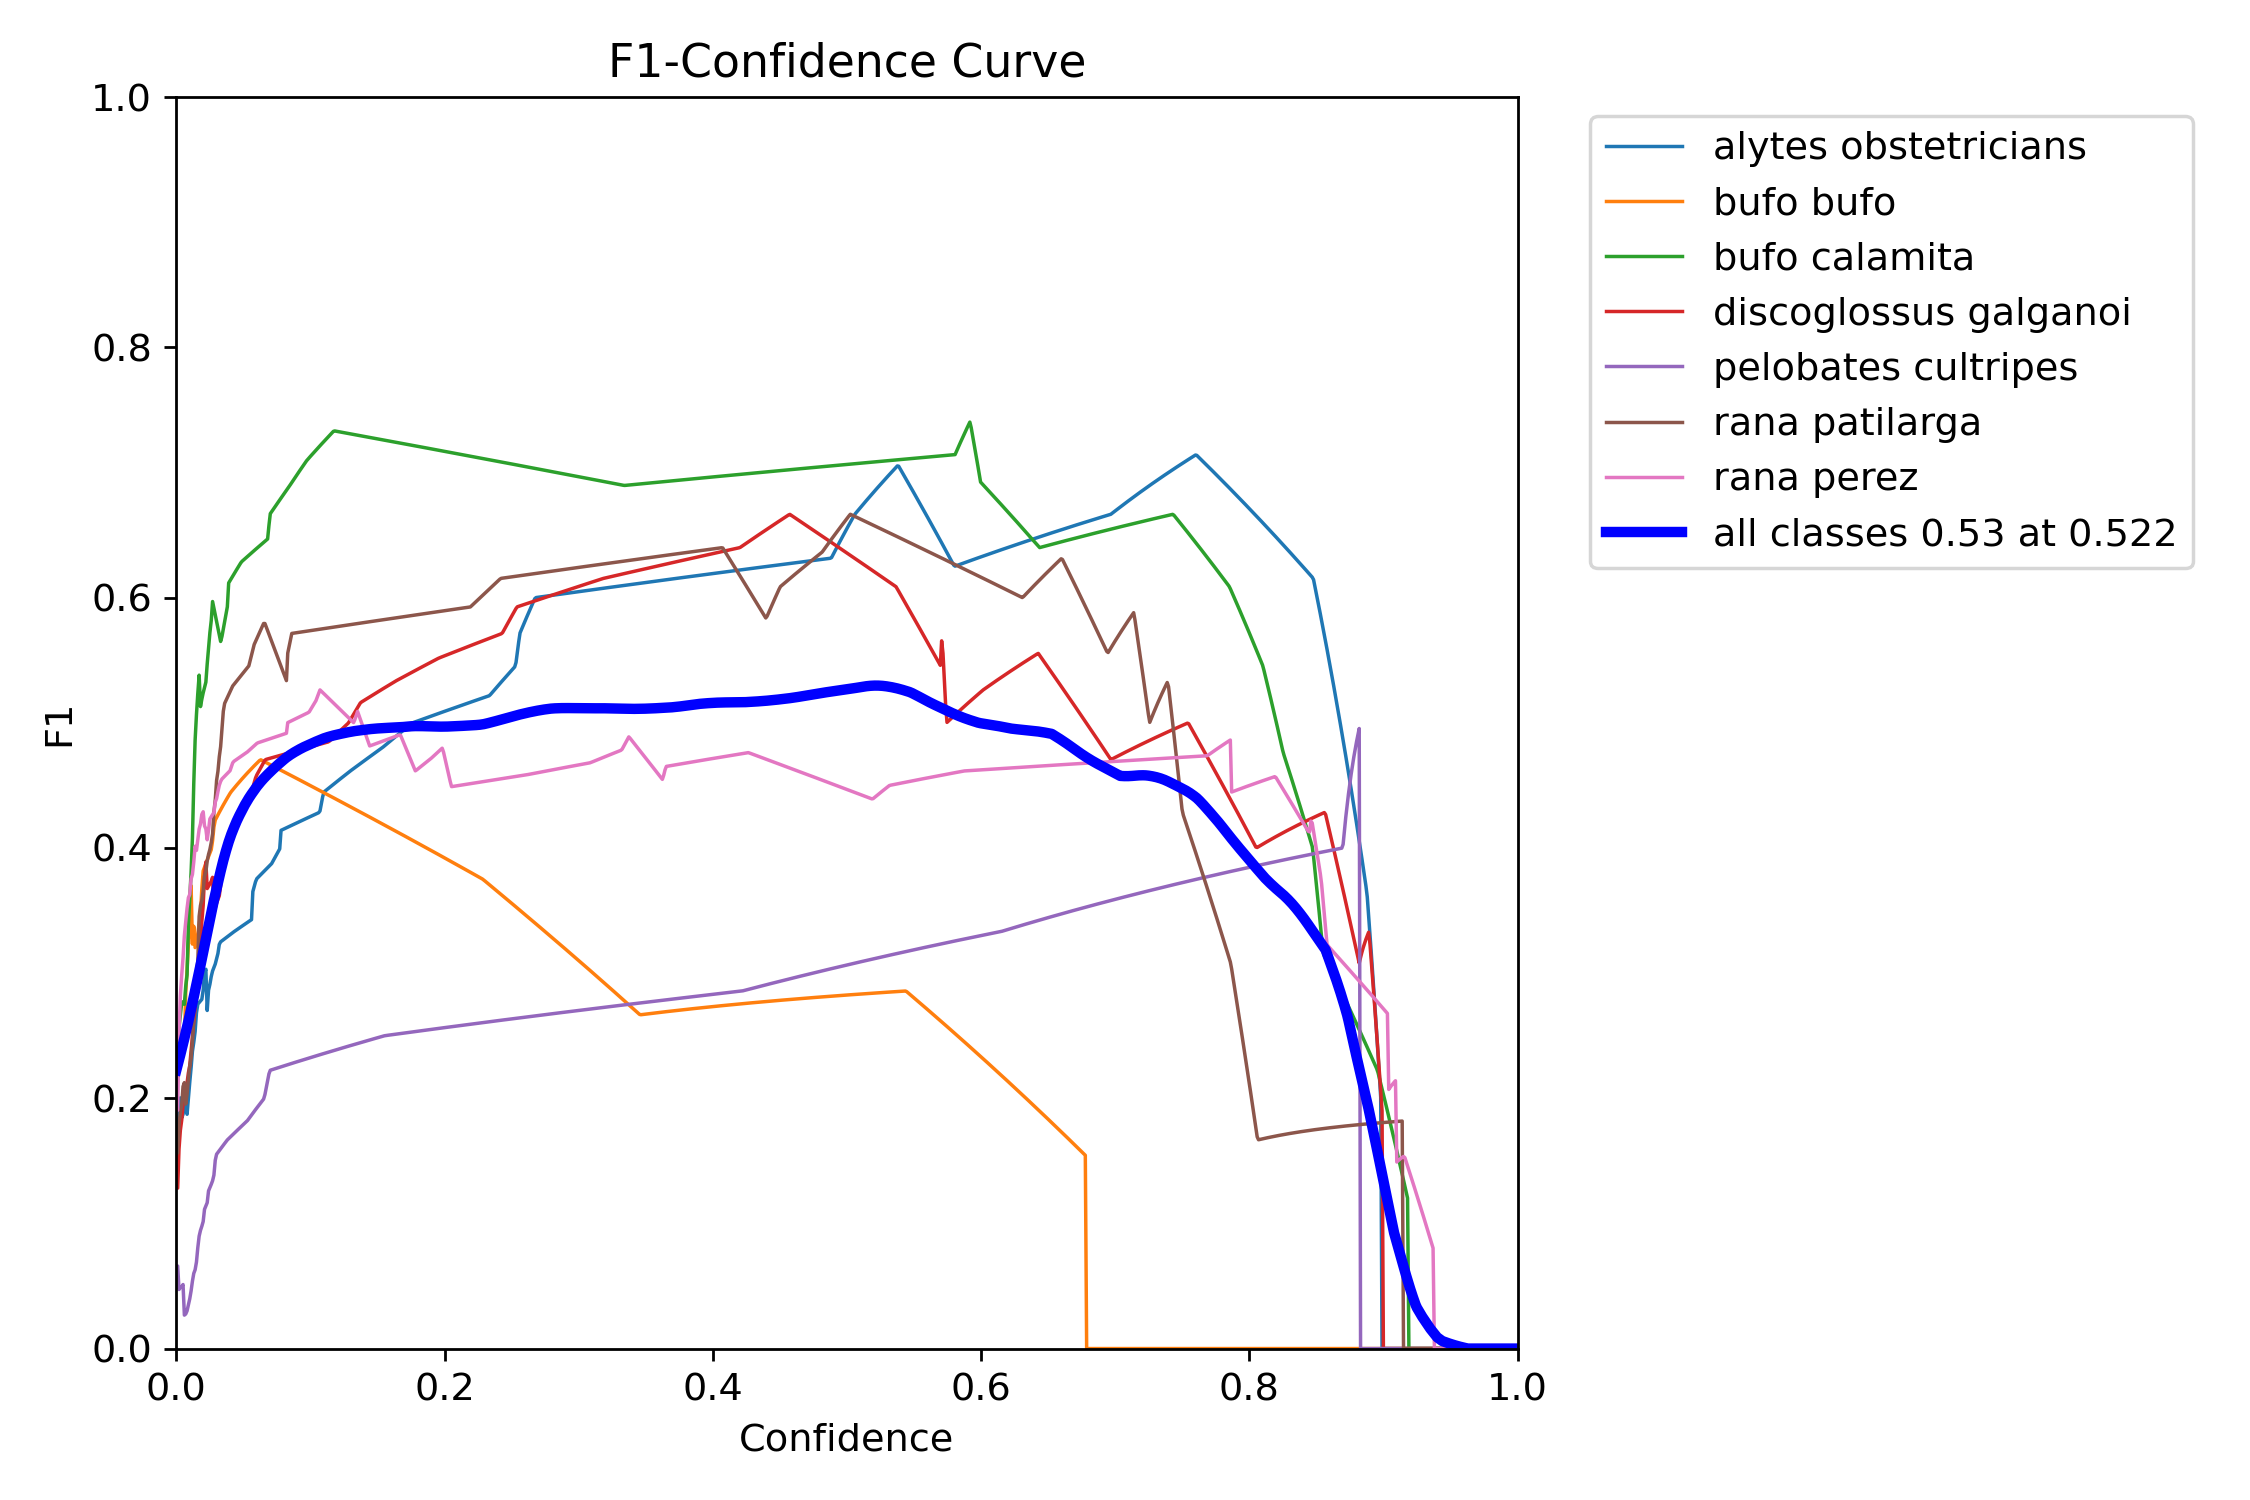 F1-Confidence Curve
1.0
0.8
0.6
0.4
0.2
0.0
F1
0.0 0.2 0.4 0.6 0.8 1.0
Confidence
alytes obstetricians
bufo bufo
bufo calamita
discoglossus galganoi
pelobates cultripes
rana patilarga
rana perez
all classes 0.53 at 0.522